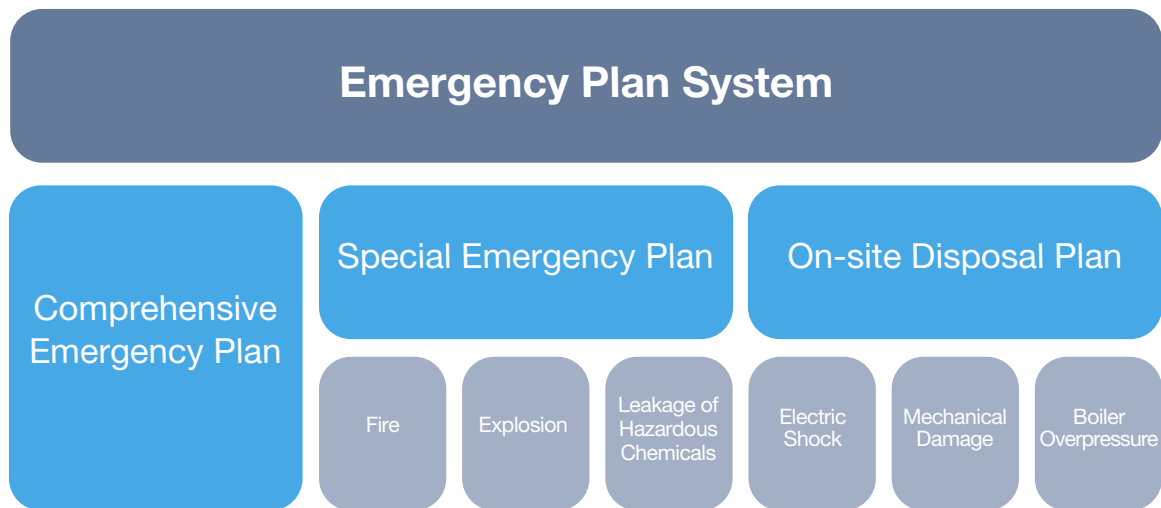 Emergency Plan System
Comprehensive
Emergency Plan
Special Emergency Plan
On-site Disposal Plan
Fire
Explosion
Leakage of
Hazardous
Chemicals
Electric
Shock
Mechanical
Damage
Boiler
Overpressure